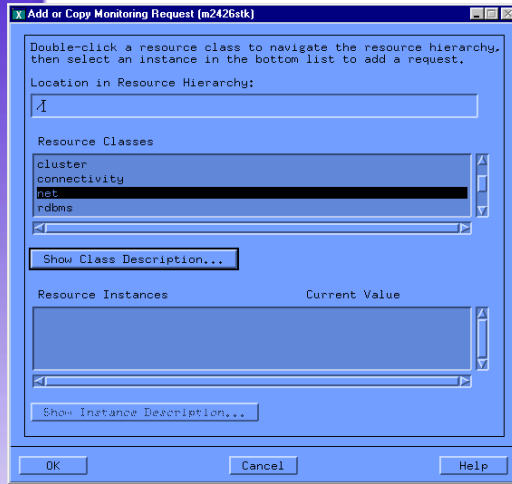 Add or Copy Monitoring Request (m2426stk)
Double-click a resource class to navigate the resource hierarchy,
then select an instance in the bottom list to add a request.
Location in Resource Hierarchy:
/
Resource Classes
cluster
connectivity
net
rdbms
Show Class Description...
Resource Instances Current Value
Show Instance Description...
OK Cancel Help